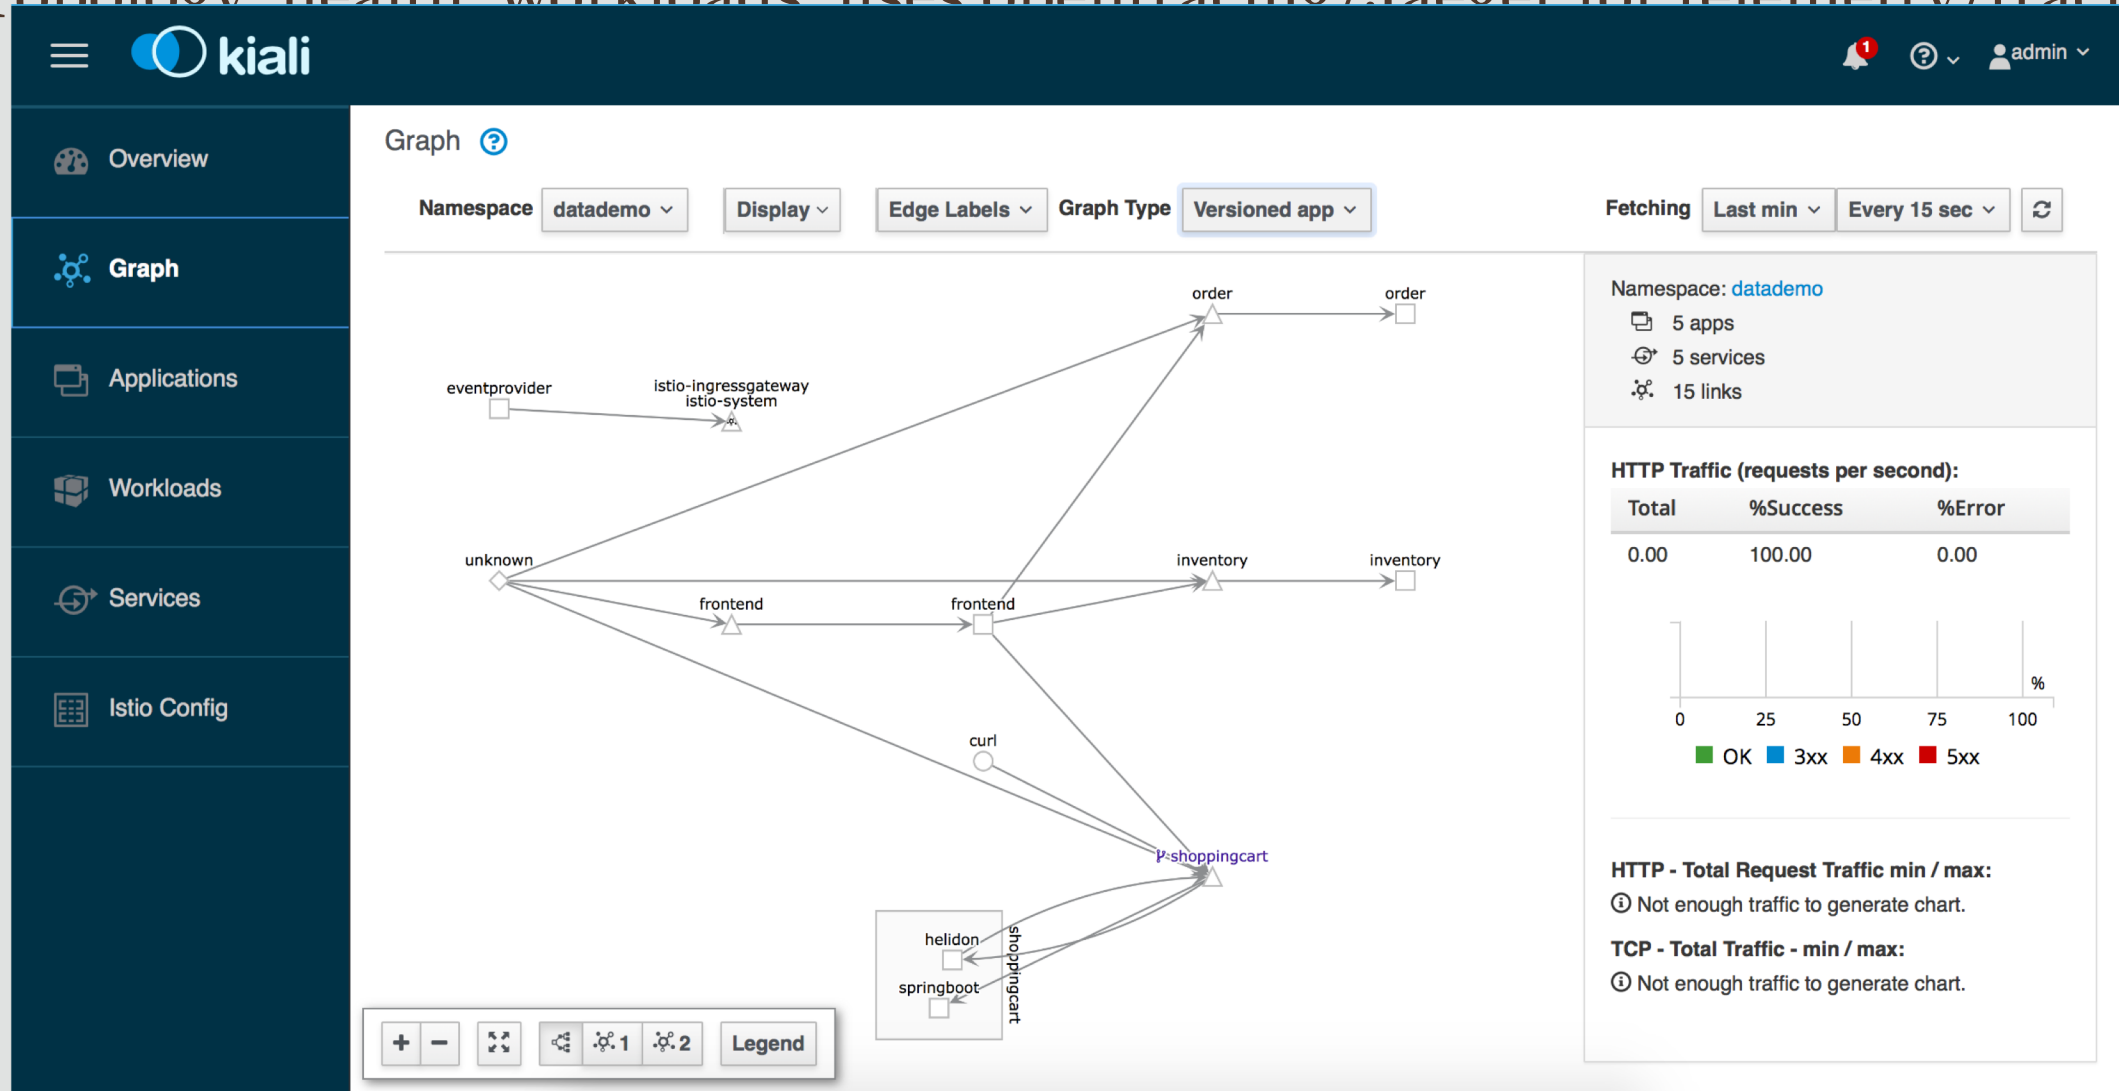 kiali
1
admin
Overview
Graph
Applications
Workloads
Services
Istio Config
Graph
Namespace datademo Display Edge Labels Graph Type Versioned app Fetching Last min Every 15 sec
order order
eventprovider
istio-ingressgateway
istio-system
unknown
inventory inventory
frontend frontend
curl
shoppingcart
helidon
springboot
shoppingcart
+ − 1 2 Legend
Namespace: datademo
5 apps
5 services
15 links
HTTP Traffic (requests per second):
Total %Success %Error
0.00 100.00 0.00
%
0 25 50 75 100
OK 3xx 4xx 5xx
HTTP - Total Request Traffic min / max:
Not enough traffic to generate chart.
TCP - Total Traffic - min / max:
Not enough traffic to generate chart.